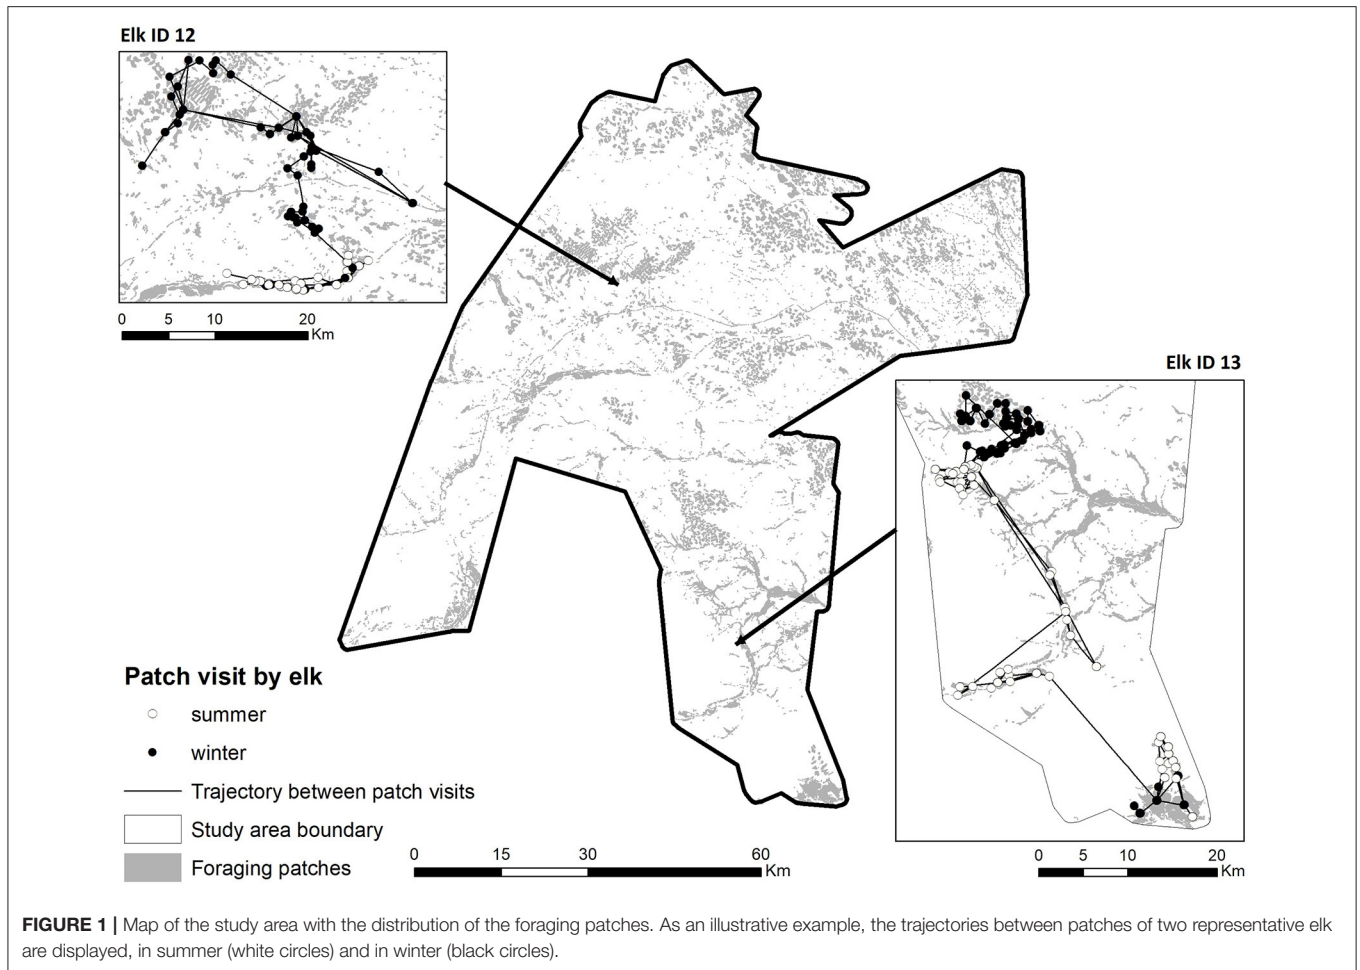 Elk ID 12
0 5 10 20
Km
Elk ID 13
Patch visit by elk
summer
winter
Trajectory between patch visits
Study area boundary
Foraging patches
0 15 30 60
Km
0 5 10 20
Km
FIGURE 1 | Map of the study area with the distribution of the foraging patches. As an illustrative example, the trajectories between patches of two representative elk
are displayed, in summer (white circles) and in winter (black circles).